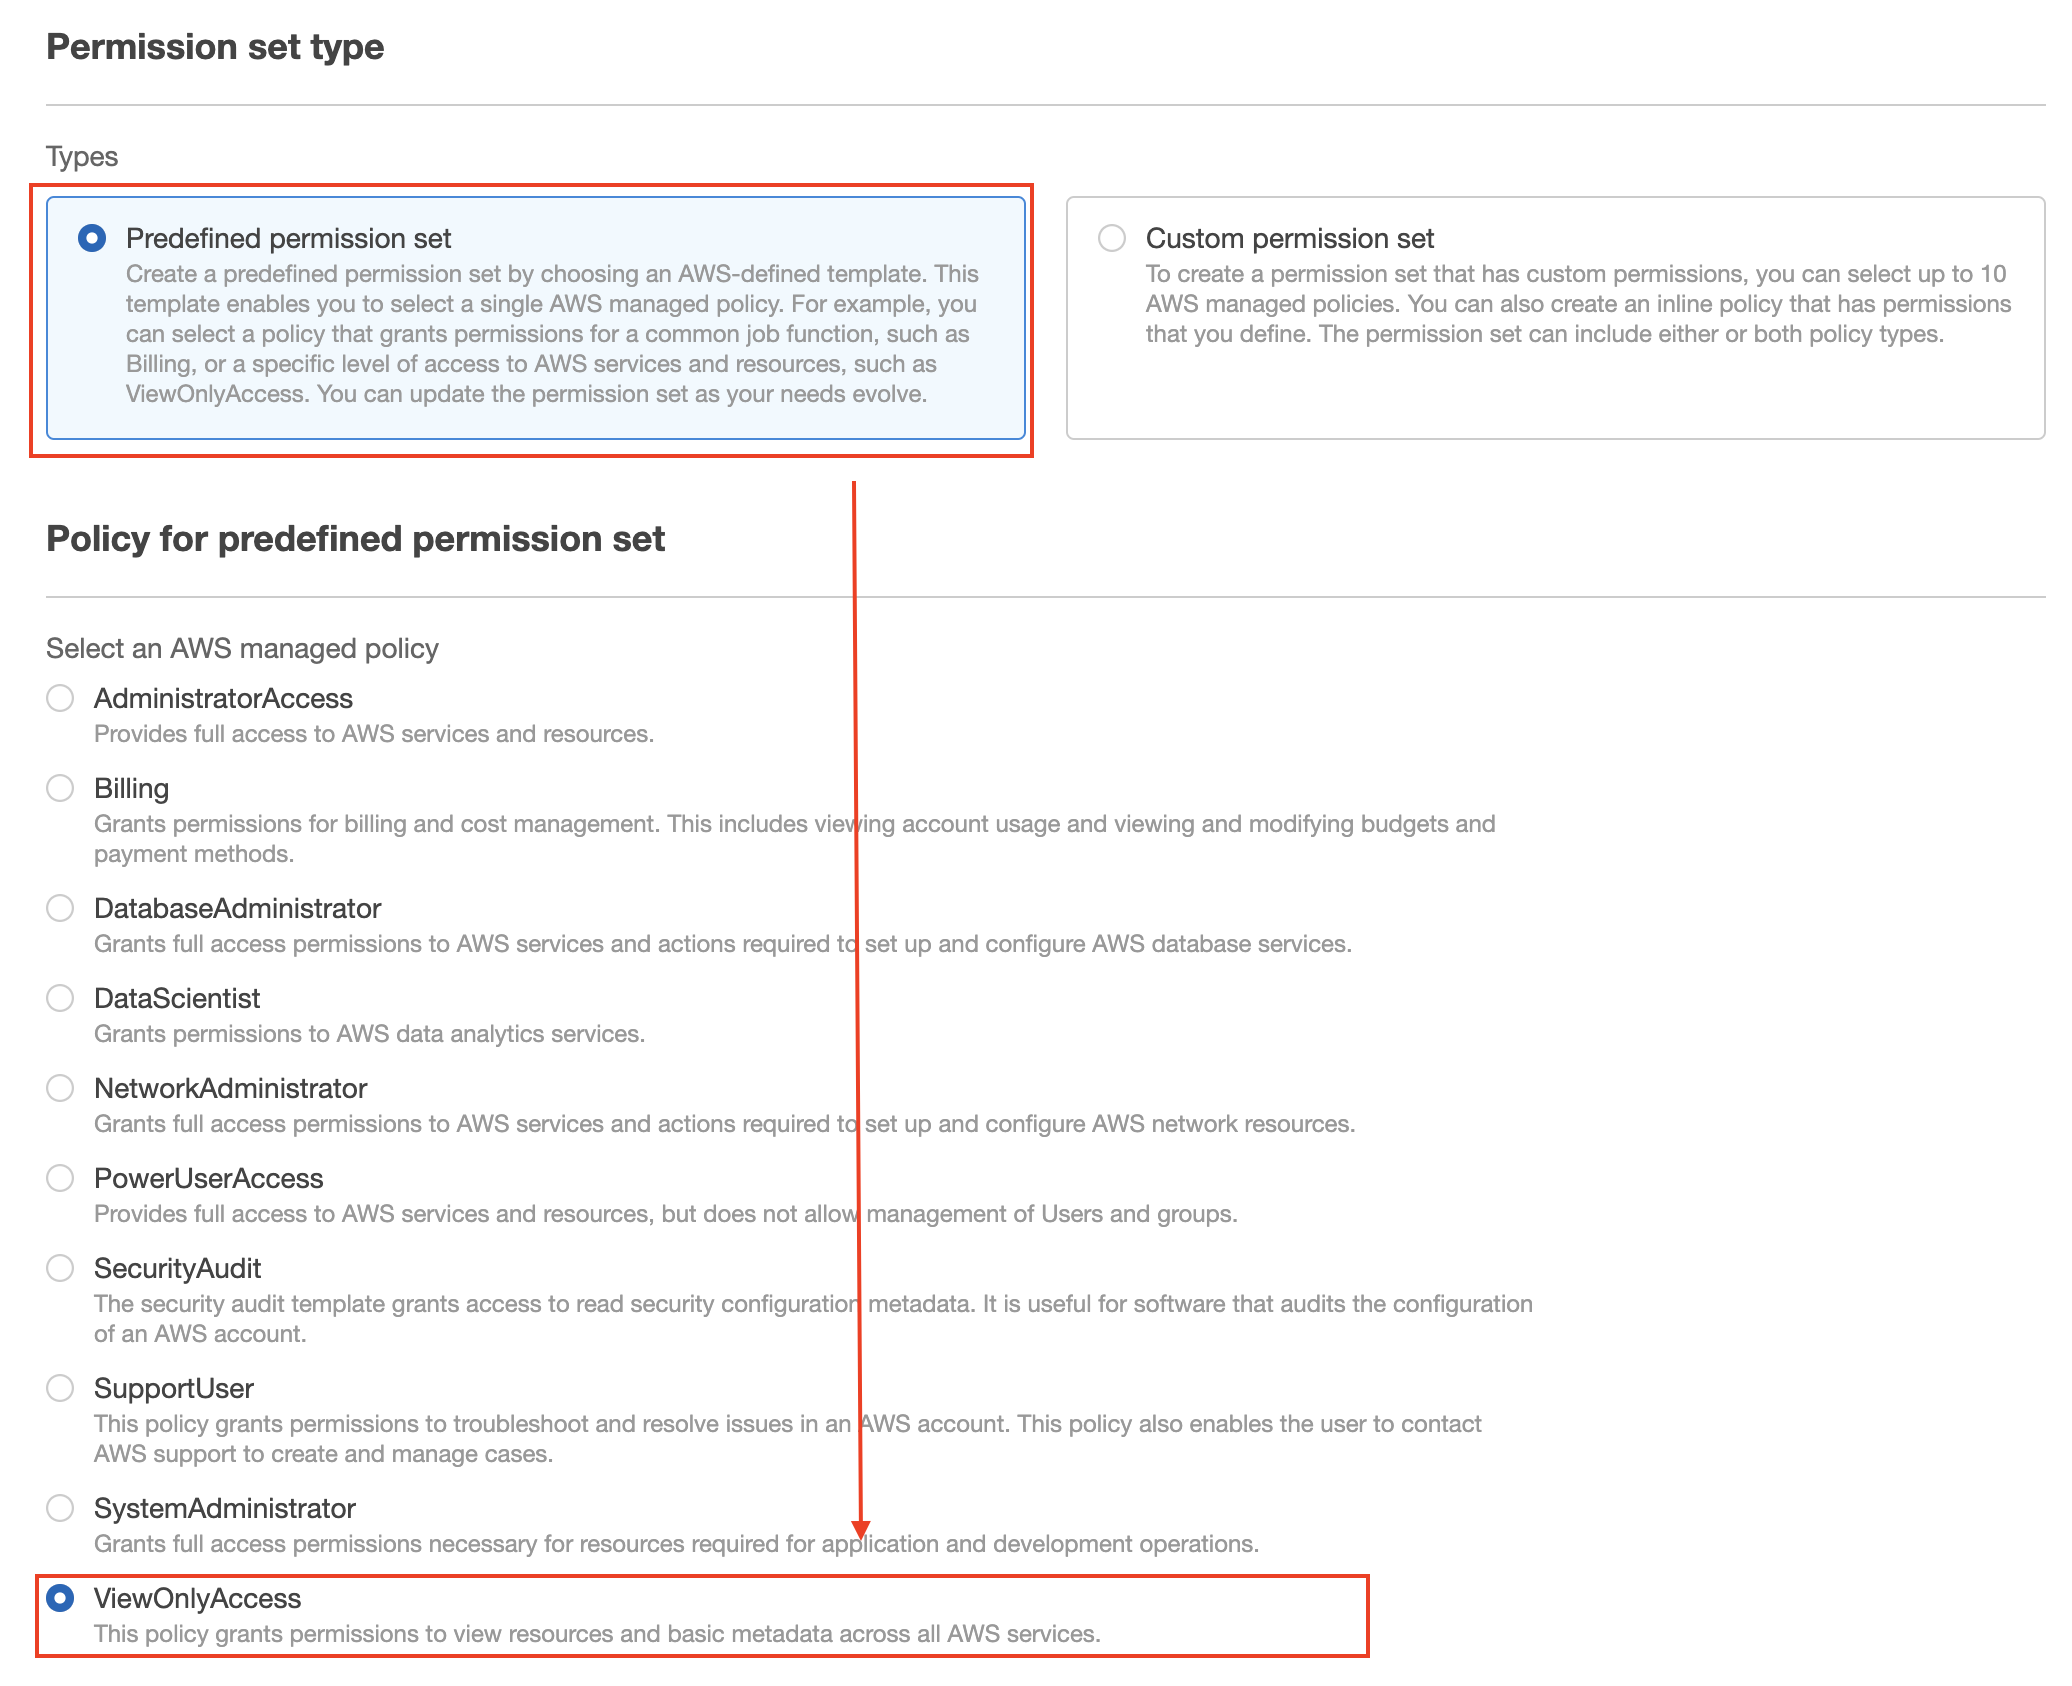 Permission set type
Types
Predefined permission set
Create a predefined permission set by choosing an AWS-defined template. This
template enables you to select a single AWS managed policy. For example, you
can select a policy that grants permissions for a common job function, such as
Billing, or a specific level of access to AWS services and resources, such as
ViewOnlyAccess. You can update the permission set as your needs evolve.
Custom permission set
To create a permission set that has custom permissions, you can select up to 10
AWS managed policies. You can also create an inline policy that has permissions
that you define. The permission set can include either or both policy types.
Policy for predefined permission set
Select an AWS managed policy
AdministratorAccess
Provides full access to AWS services and resources.
Billing
Grants permissions for billing and cost management. This includes viewing account usage and viewing and modifying budgets and
payment methods.
DatabaseAdministrator
Grants full access permissions to AWS services and actions required to set up and configure AWS database services.
DataScientist
Grants permissions to AWS data analytics services.
NetworkAdministrator
Grants full access permissions to AWS services and actions required to set up and configure AWS network resources.
PowerUserAccess
Provides full access to AWS services and resources, but does not allow management of Users and groups.
SecurityAudit
The security audit template grants access to read security configuration metadata. It is useful for software that audits the configuration
of an AWS account.
SupportUser
This policy grants permissions to troubleshoot and resolve issues in an AWS account. This policy also enables the user to contact
AWS support to create and manage cases.
SystemAdministrator
Grants full access permissions necessary for resources required for application and development operations.
ViewOnlyAccess
This policy grants permissions to view resources and basic metadata across all AWS services.